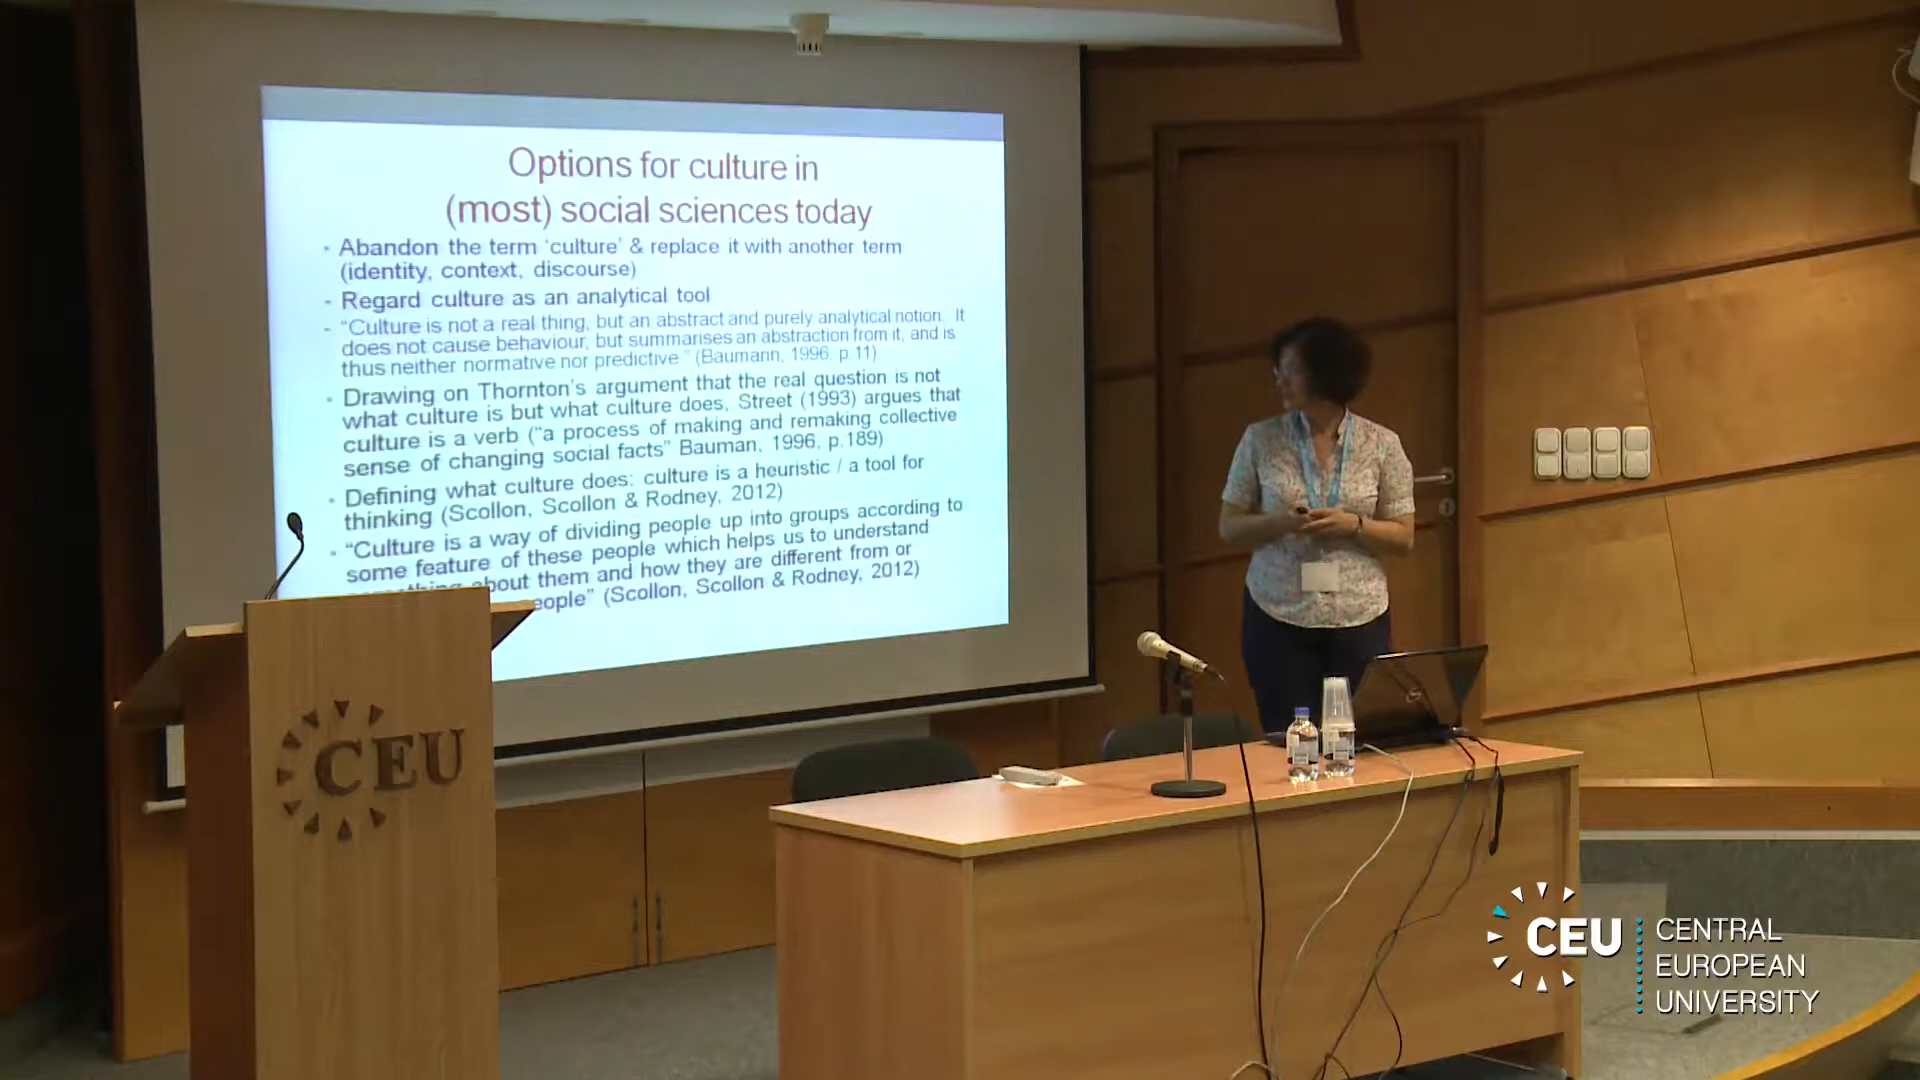 Options for culture in
(most) social sciences today
- Abandon the term 'culture' & replace it with another term
(identity, context, discourse)
- Regard culture as an analytical tool
- "Culture is not a real thing, but an abstract and purely analytical notion. It
does not cause behaviour, but summarises an abstraction from it, and is
thus neither normative nor predictive." (Baumann, 1996. p.11)
- Drawing on Thornton's argument that the real question is not
what culture is but what culture does, Street (1993) argues that
culture is a verb ("a process of making and remaking collective
sense of changing social facts" Bauman, 1996, p.189)
- Defining what culture does: culture is a heuristic / a tool for
thinking (Scollon, Scollon & Rodney, 2012)
- "Culture is a way of dividing people up into groups according to
some feature of these people which helps us to understand
about them and how they are different from or
(Scollon, Scollon & Rodney, 2012)
CEU
CEU
CENTRAL
EUROPEAN
UNIVERSITY